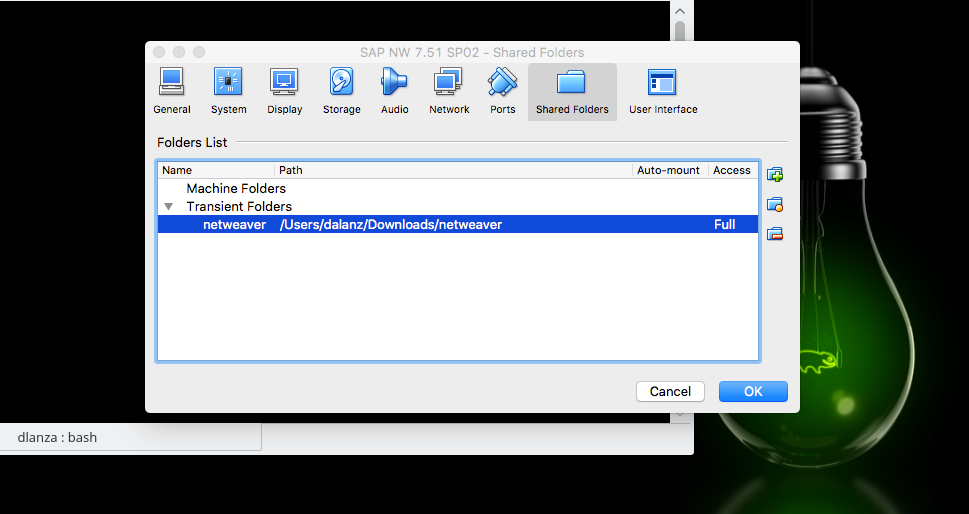 SAP NW 7.51 SP02 - Shared Folders
General System Display Storage Audio Network Ports Shared Folders User Interface
Folders List
Name Path Auto-mount Access
Machine Folders
Transient Folders
netweaver /Users/dalanz/Downloads/netweaver Full
Cancel OK
dlanza : bash